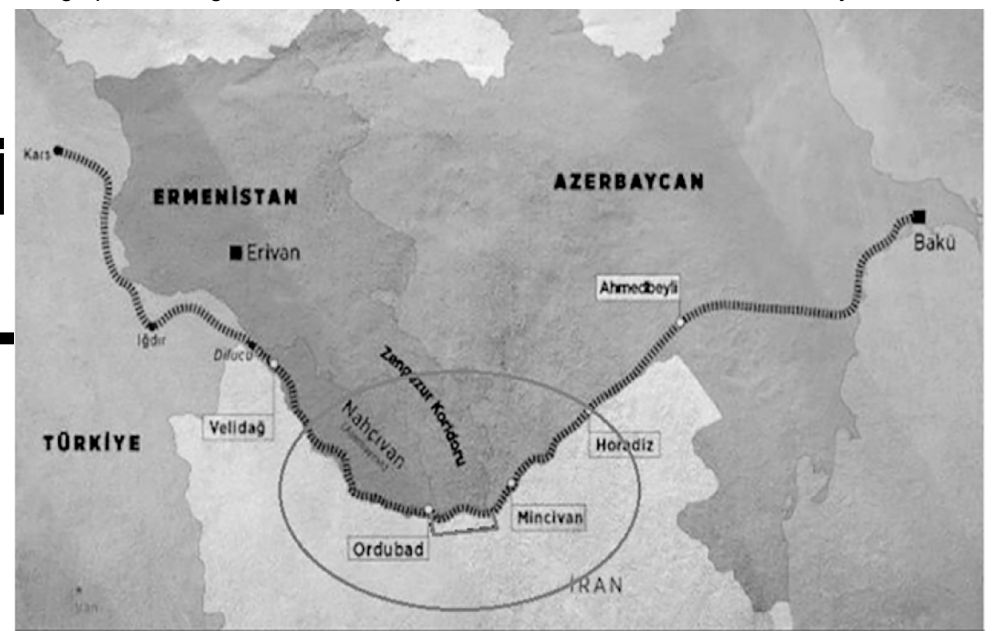 Kars
ERMENİSTAN
AZERBAYCAN
Erivan
Bakü
Ahmedbeyli
Iğdır
Dilucu
Zengezur Koridoru
Nahçıvan
Velidağ
TÜRKİYE
Horadiz
Mincivan
Ordubad
İRAN
Van